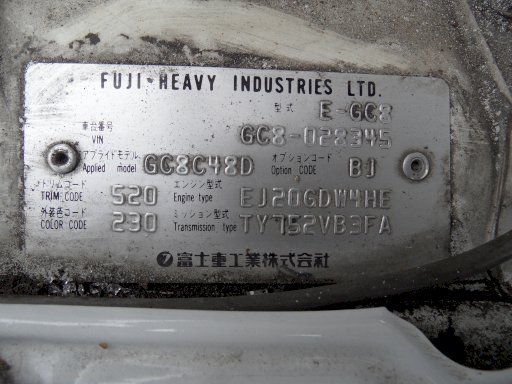 FUJI HEAVY INDUSTRIES LTD.
型式 E-GC8
車台番号 VIN GC8-028345
アプライドモデル Applied model GC8C48D オプションコード Option CODE BJ
トリムコード TRIM CODE 520 エンジン型式 Engine type EJ20GDW4HE
外装色コード COLOR CODE 230 ミッション型式 Transmission type TY752VB3FA
富士重工業株式会社